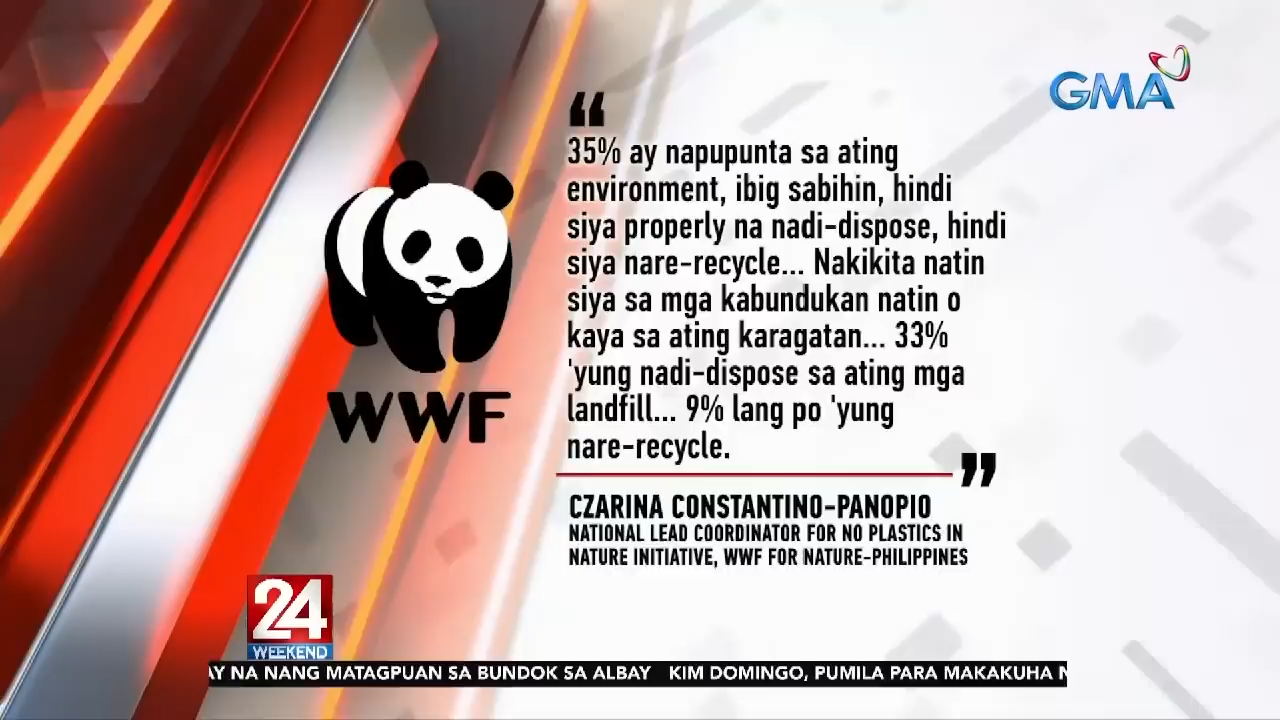 GMA
“
35% ay napupunta sa ating
environment, ibig sabihin, hindi
siya properly na nadi-dispose, hindi
siya nare-recycle... Nakikita natin
siya sa mga kabundukan natin o
kaya sa ating karagatan... 33%
'yung nadi-dispose sa ating mga
landfill... 9% lang po 'yung
nare-recycle.
”
WWF
CZARINA CONSTANTINO-PANOPIO
NATIONAL LEAD COORDINATOR FOR NO PLASTICS IN
NATURE INITIATIVE, WWF FOR NATURE-PHILIPPINES
24
WEEKEND
AY NA NANG MATAGPUAN SA BUNDOK SA ALBAY KIM DOMINGO, PUMILA PARA MAKAKUHA